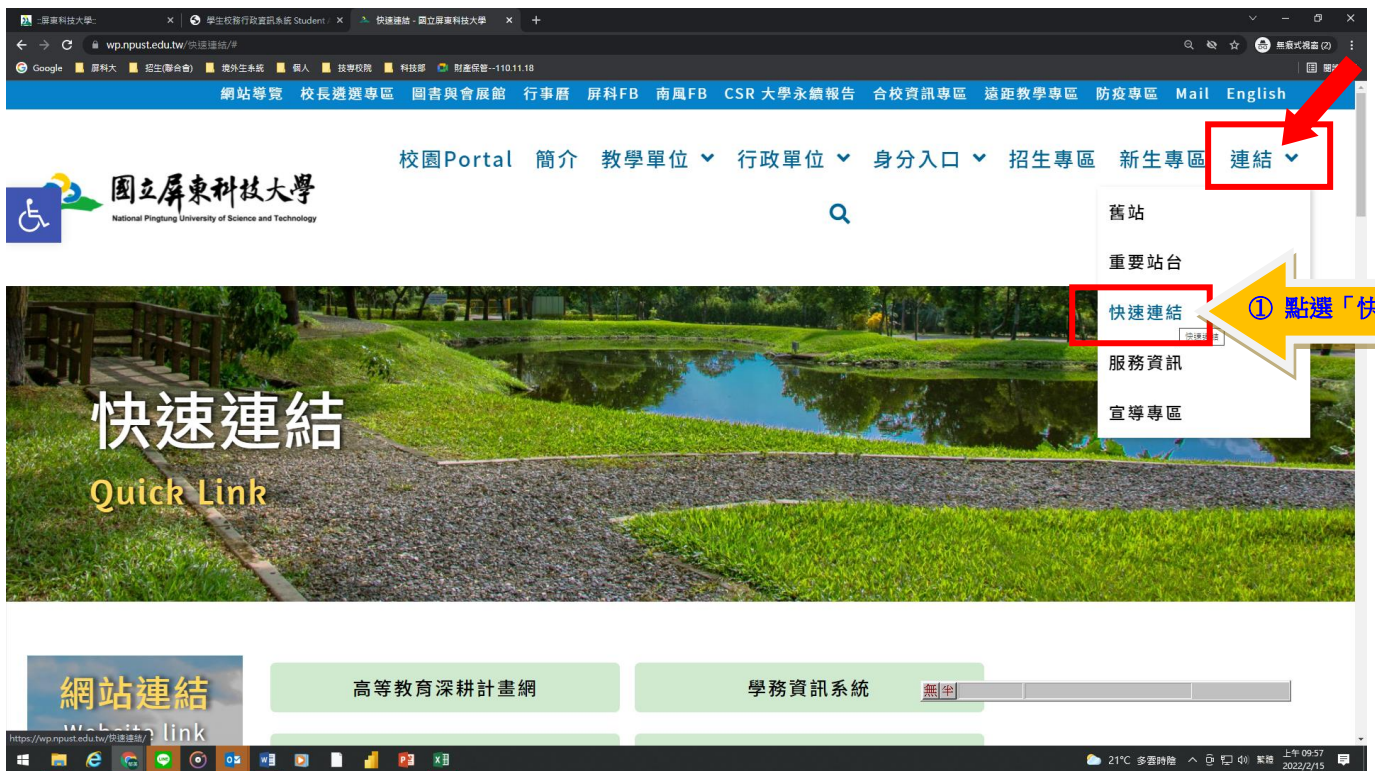 ::屏東科技大學::
學生校務行政資訊系統 Student /
快速連結 - 國立屏東科技大學
wp.npust.edu.tw/快速連結/#
無痕式視窗 (2)
Google 屏科大 招生(聯合會) 境外生系統 個人 技專校院 科技部 財產保管--110.11.18
網站導覽 校長遴選專區 圖書與會展館 行事曆 屏科FB 南風FB CSR 大學永續報告 合校資訊專區 遠距教學專區 防疫專區 Mail English
校園Portal 簡介 教學單位 行政單位 身分入口 招生專區 新生專區 連結
國立屏東科技大學
National Pingtung University of Science and Technology
舊站
重要站台
快速連結
① 點選「快
快速連結
服務資訊
宣導專區
快速連結
Quick Link
網站連結
Website link
高等教育深耕計畫網
學務資訊系統
無 半
https://wp.npust.edu.tw/快速連結/
21°C 多雲時陰
繁體
上午 09:57
2022/2/15